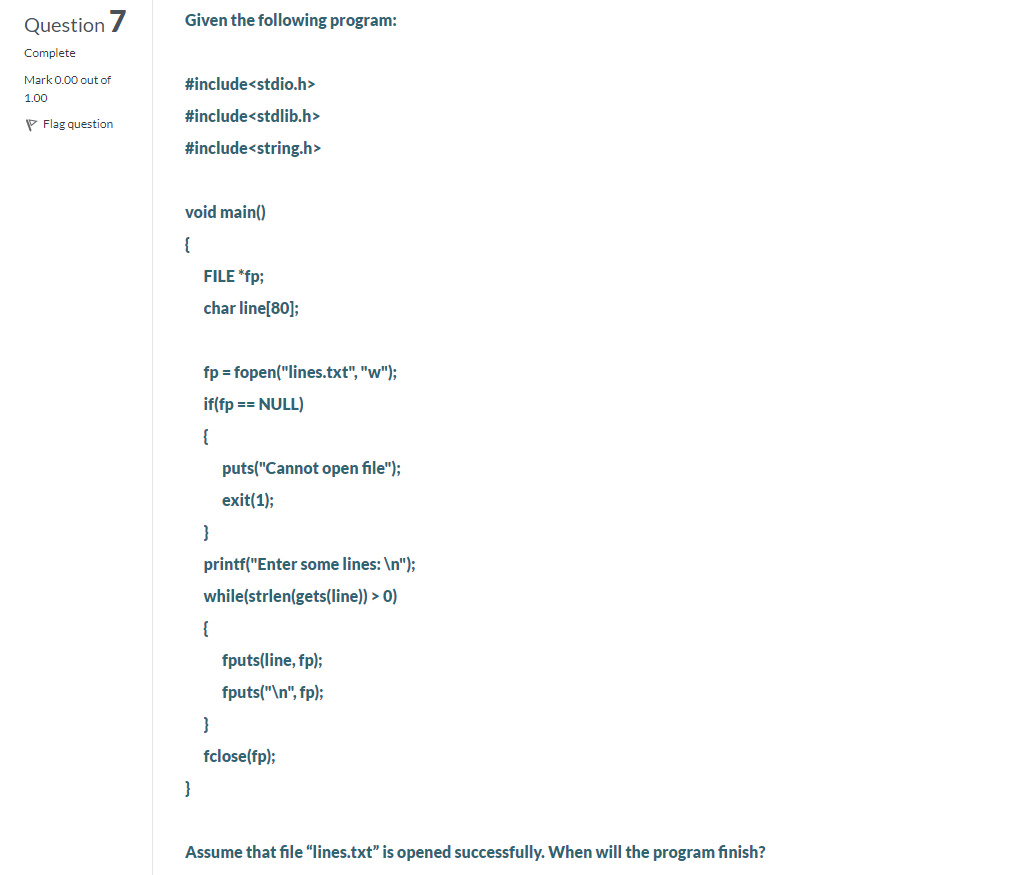 Question 7
Complete
Mark 0.00 out of
1.00
Flag question
Given the following program:
#include<stdio.h>
#include<stdlib.h>
#include<string.h>
void main()
{
FILE *fp;
char line[80];
fp = fopen("lines.txt", "w");
if(fp == NULL)
{
puts("Cannot open file");
exit(1);
}
printf("Enter some lines: \n");
while(strlen(gets(line)) > 0)
{
fputs(line, fp);
fputs("\n", fp);
}
fclose(fp);
}
Assume that file “lines.txt” is opened successfully. When will the program finish?